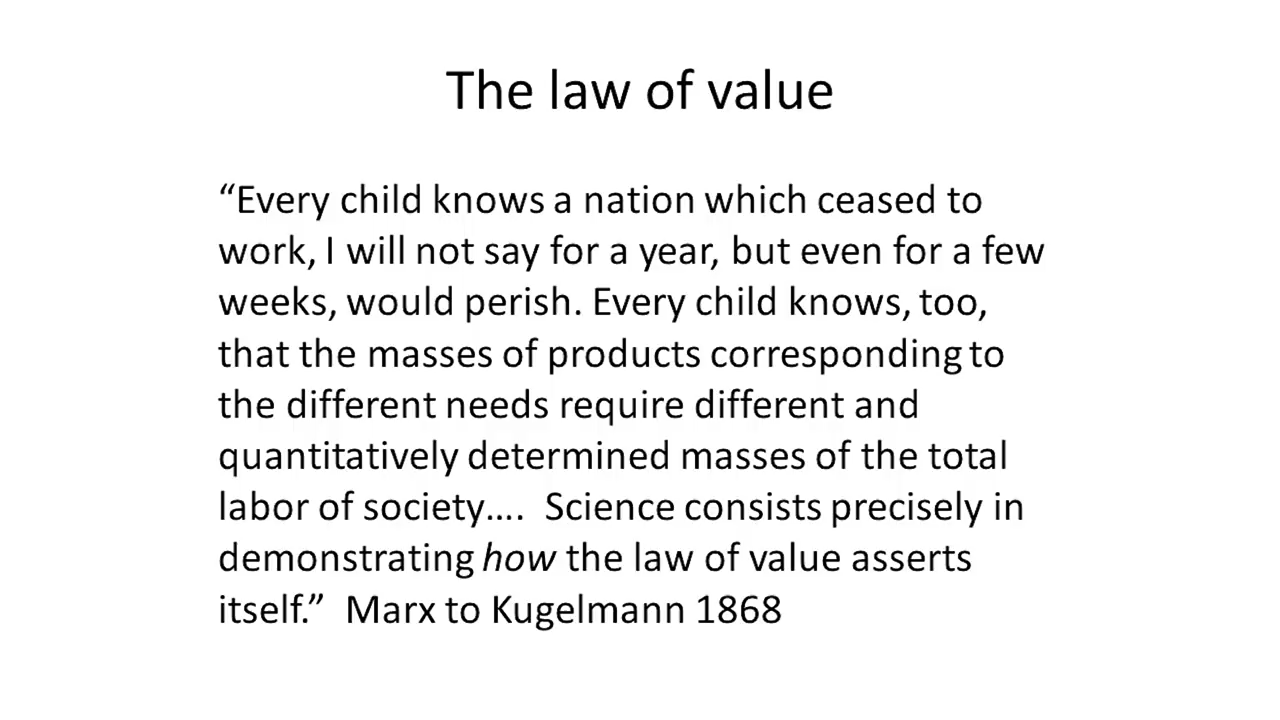 The law of value
“Every child knows a nation which ceased to
work, I will not say for a year, but even for a few
weeks, would perish. Every child knows, too,
that the masses of products corresponding to
the different needs require different and
quantitatively determined masses of the total
labor of society…. Science consists precisely in
demonstrating how the law of value asserts
itself.” Marx to Kugelmann 1868